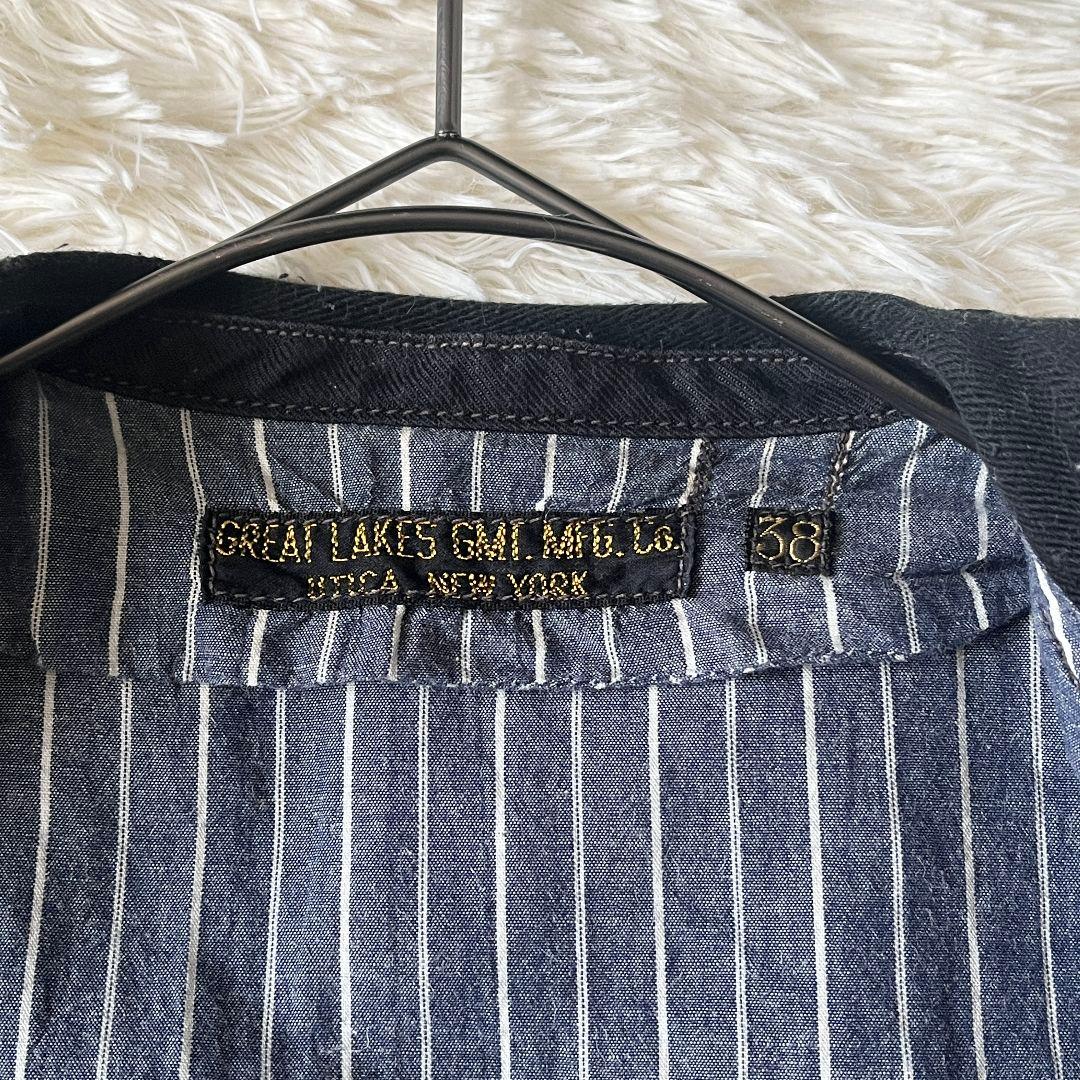 GREAT LAKES GMT. MFG. Co.
UTICA, NEW YORK
38